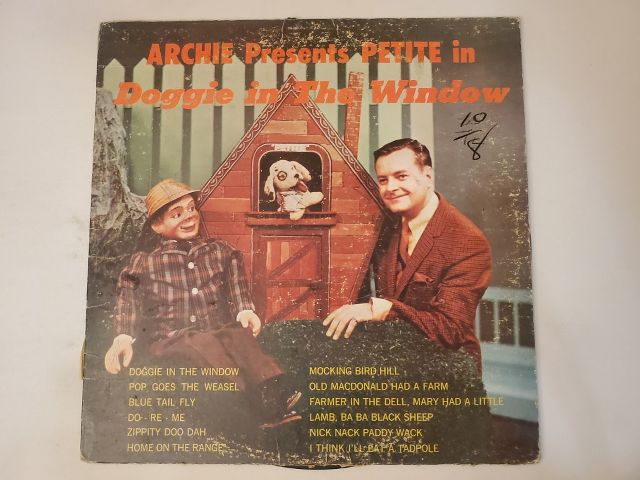 ARCHIE Presents PETITE in
Doggie in The Window
10
DOGGIE IN THE WINDOW
POP GOES THE WEASEL
BLUE TAIL FLY
DO - RE - ME
ZIPPITY DOO DAH
HOME ON THE RANGE
MOCKING BIRD HILL
OLD MACDONALD HAD A FARM
FARMER IN THE DELL, MARY HAD A LITTLE
LAMB, BA BA BLACK SHEEP
NICK NACK PADDY WACK
I THINK I'LL EAT A TADPOLE